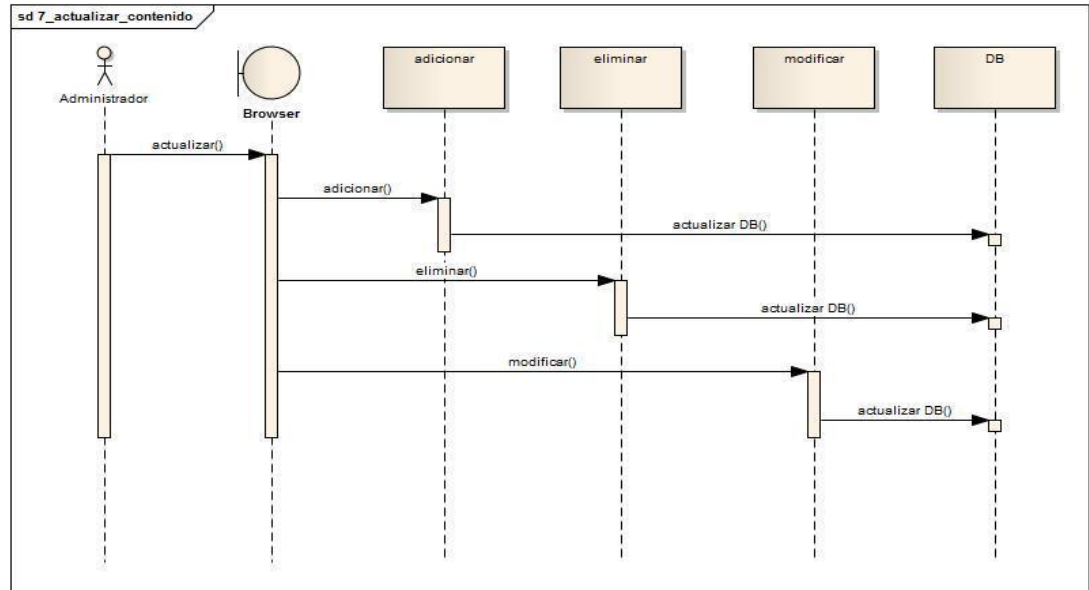 sd 7_actualizar_contenido
Administrador
Browser
adicionar
eliminar
modificar
DB
actualizar()
adicionar()
actualizar DB()
eliminar()
actualizar DB()
modificar()
actualizar DB()